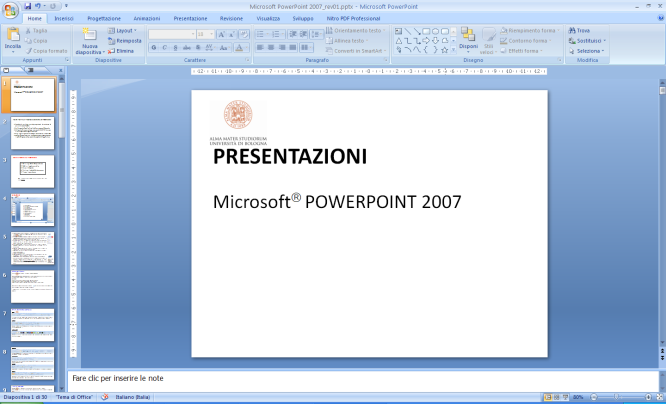 Microsoft PowerPoint 2007_rev01.pptx - Microsoft PowerPoint
Home Inserisci Progettazione Animazioni Presentazione Revisione Visualizza Sviluppo Nitro PDF Professional
Incolla
Taglia
Copia
Copia formato
Appunti
Nuova diapositiva
Layout
Reimposta
Elimina
Diapositive
Carattere
Orientamento testo
Allinea testo
Converti in SmartArt
Paragrafo
Disponi
Stili veloci
Riempimento forma
Contorno forma
Effetti forma
Disegno
Trova
Sostituisci
Seleziona
Modifica
ALMA MATER STUDIORUM
UNIVERSITÀ DI BOLOGNA
PRESENTAZIONI
Microsoft® POWERPOINT 2007
Fare clic per inserire le note
Diapositiva 1 di 30 "Tema di Office" Italiano (Italia) 80%